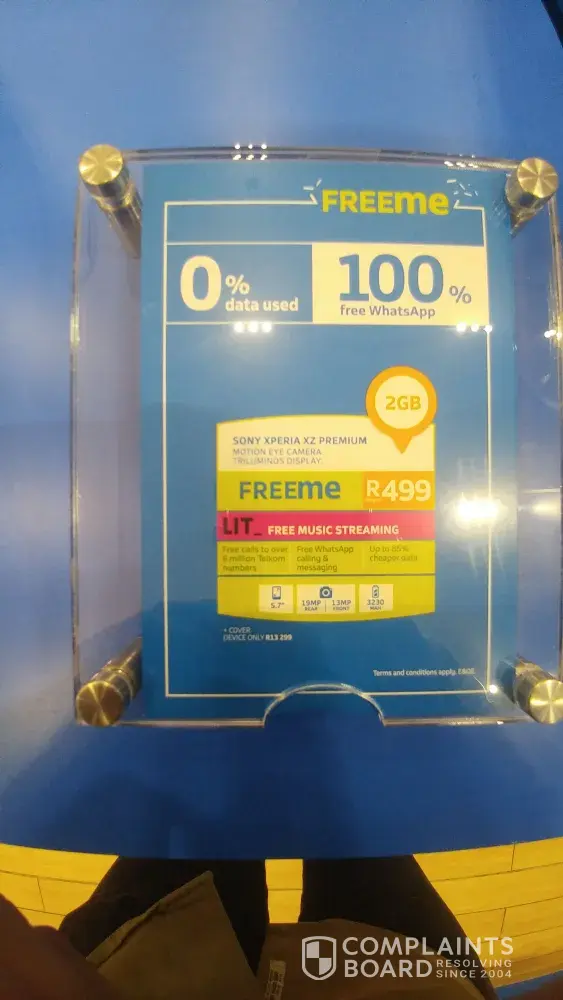 FREEme
0% data used
100% free WhatsApp
2GB
SONY XPERIA XZ PREMIUM
MOTION EYE CAMERA
TRILUMINOS DISPLAY.
FREEme
R499
LIT_ FREE MUSIC STREAMING
Free calls to over
6 million Telkom
numbers
Free WhatsApp
calling &
messaging
Up to 85%
cheaper data
5.7"
19MP
REAR
13MP
FRONT
3230
MAH
+ COVER
DEVICE ONLY R13 299
Terms and conditions apply. E&OE
COMPLAINTS
BOARD RESOLVING
SINCE 2004